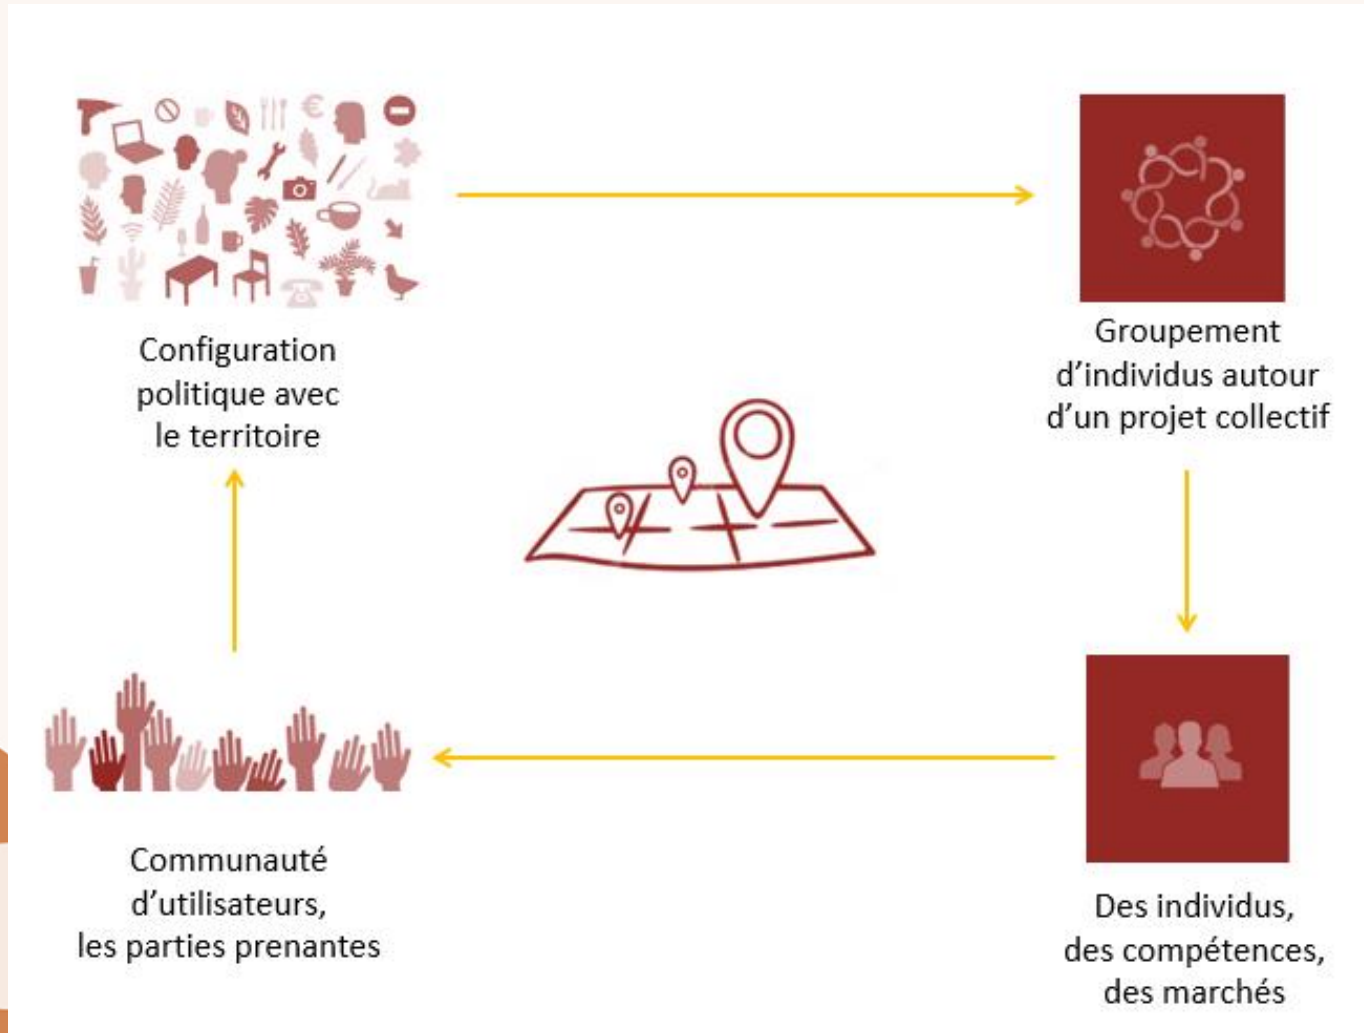 Configuration
politique avec
le territoire
Groupement
d’individus autour
d’un projet collectif
Communauté
d’utilisateurs,
les parties prenantes
Des individus,
des compétences,
des marchés